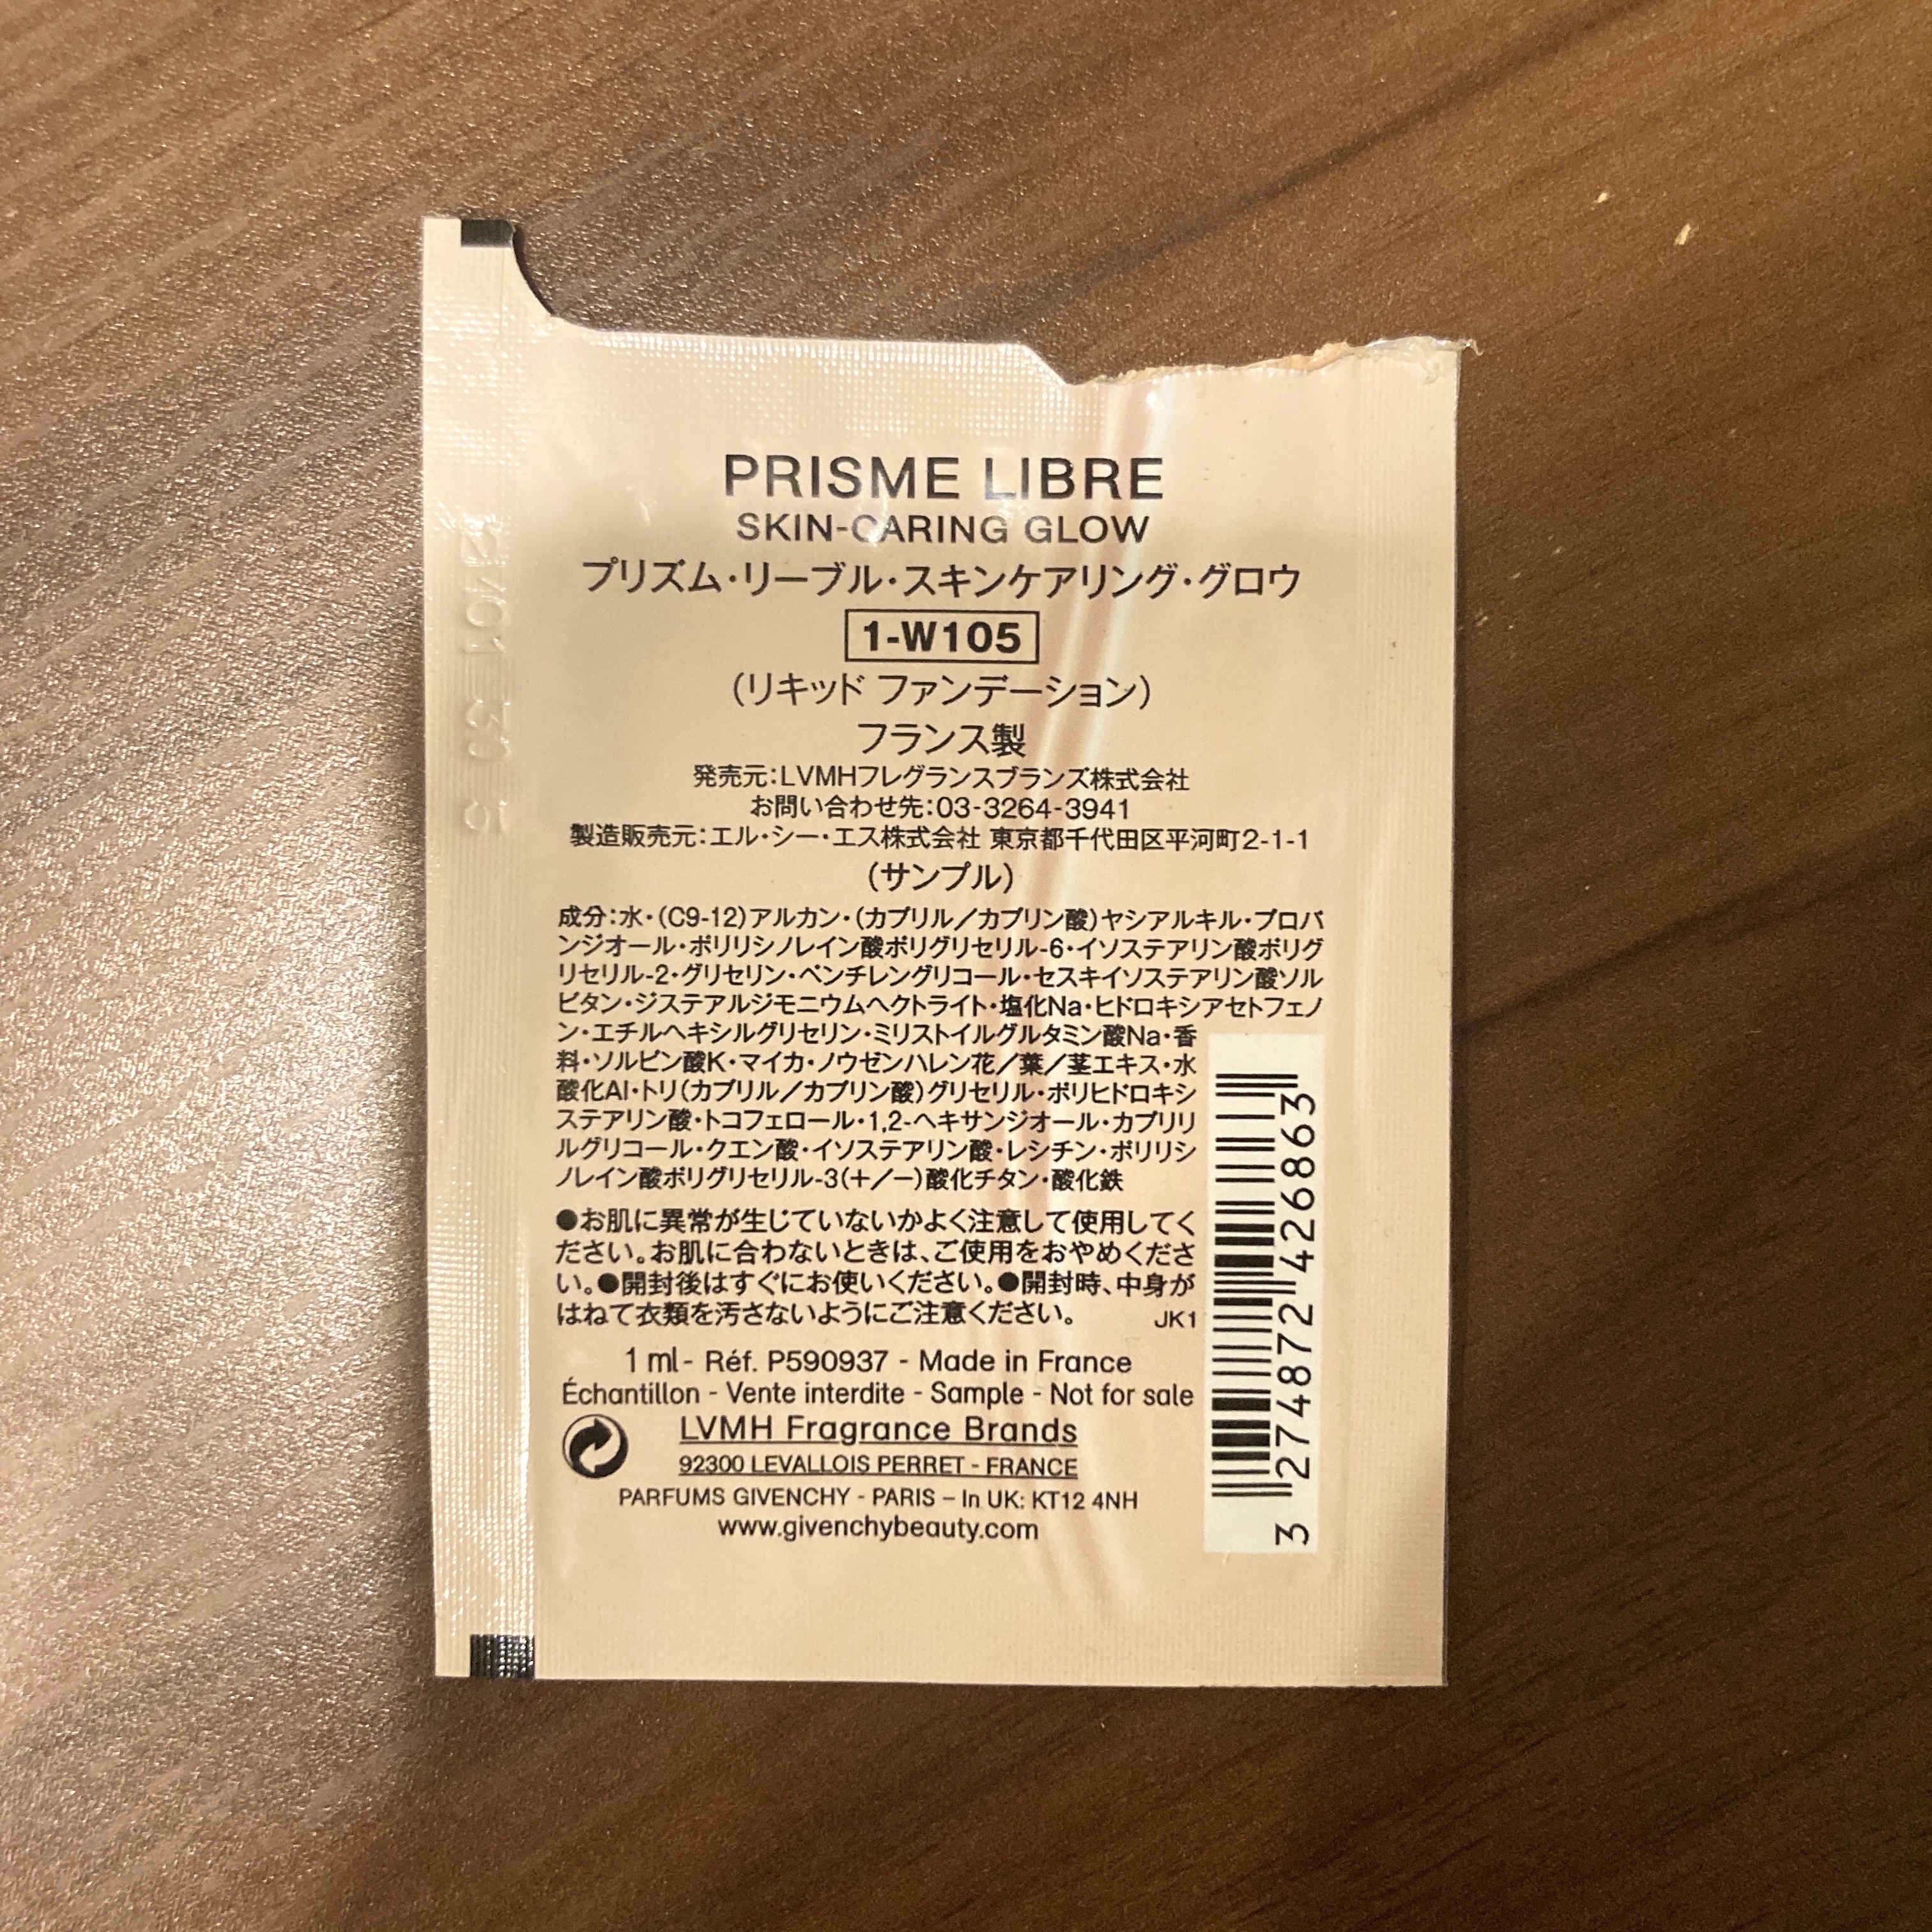 PRISME LIBRE
SKIN-CARING GLOW
プリズム・リーブル・スキンケアリング・グロウ
1-W105
(リキッド ファンデーション)
フランス製
発売元:LVMHフレグランスブランズ株式会社
お問い合わせ先:03-3264-3941
製造販売元:エル・シー・エス株式会社 東京都千代田区平河町2-1-1
(サンプル)
成分:水・(C9-12)アルカン・(カプリル/カプリン酸)ヤシアルキル・プロパ
ンジオール・ポリリシノレイン酸ポリグリセリル-6・イソステアリン酸ポリグ
リセリル-2・グリセリン・ペンチレングリコール・セスキイソステアリン酸ソル
ビタン・ジステアルジモニウムヘクトライト・塩化Na・ヒドロキシアセトフェノ
ン・エチルヘキシルグリセリン・ミリストイルグルタミン酸Na・香
料・ソルビン酸K・マイカ・ノウゼンハレン花/葉/茎エキス・水
酸化Al・トリ(カプリル/カプリン酸)グリセリル・ポリヒドロキシ
ステアリン酸・トコフェロール・1,2-ヘキサンジオール・カプリリ
ルグリコール・クエン酸・イソステアリン酸・レシチン・ポリリシ
ノレイン酸ポリグリセリル-3(+/-)酸化チタン・酸化鉄
●お肌に異常が生じていないかよく注意して使用してく
ださい。お肌に合わないときは、ご使用をおやめくださ
い。●開封後はすぐにお使いください。●開封時、中身が
はねて衣類を汚さないようにご注意ください。 JK1
1 ml - Réf. P590937 - Made in France
Échantillon - Vente interdite - Sample - Not for sale
LVMH Fragrance Brands
92300 LEVALLOIS PERRET - FRANCE
PARFUMS GIVENCHY - PARIS – In UK: KT12 4NH
www.givenchybeauty.com
3 274872 426863